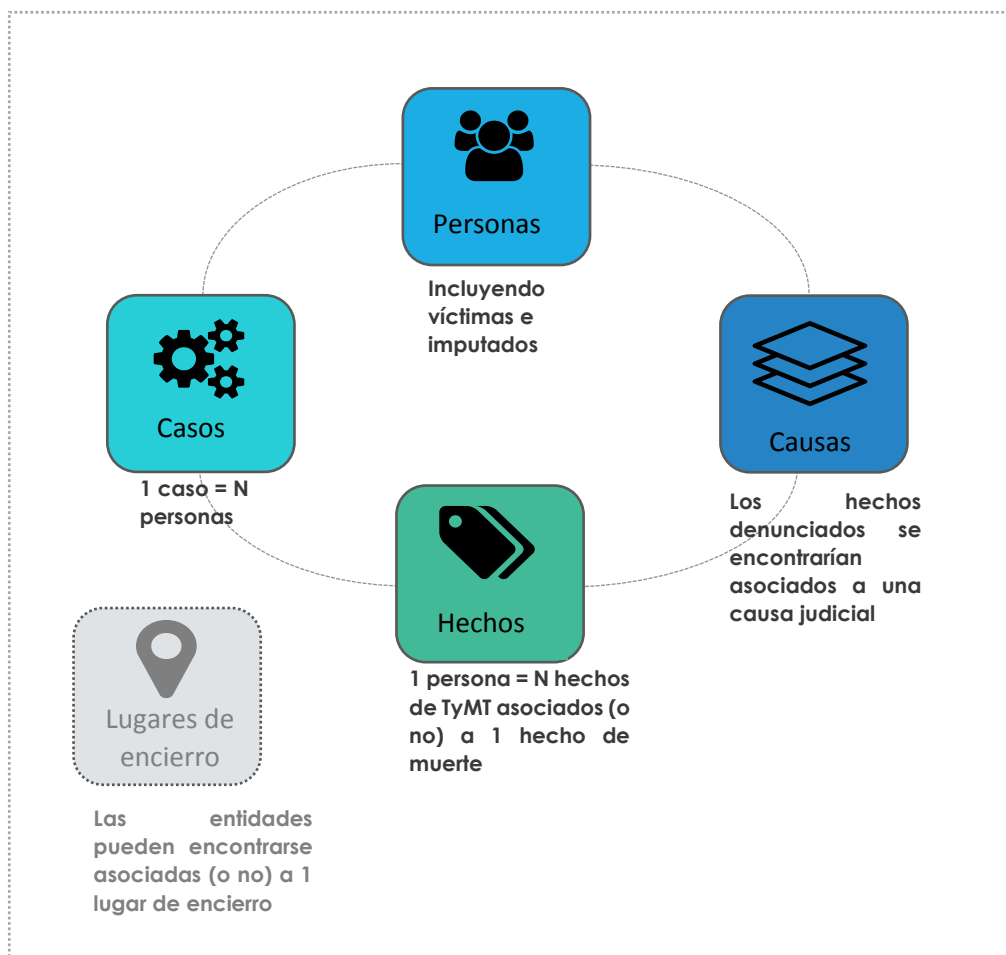 Personas
Incluyendo
víctimas e
imputados
Casos
1 caso = N
personas
Causas
Los hechos
denunciados se
encontrarían
asociados a una
causa judicial
Hechos
1 persona = N hechos
de TyMT asociados (o
no) a 1 hecho de
muerte
Lugares de
encierro
Las entidades
pueden encontrarse
asociadas (o no) a 1
lugar de encierro